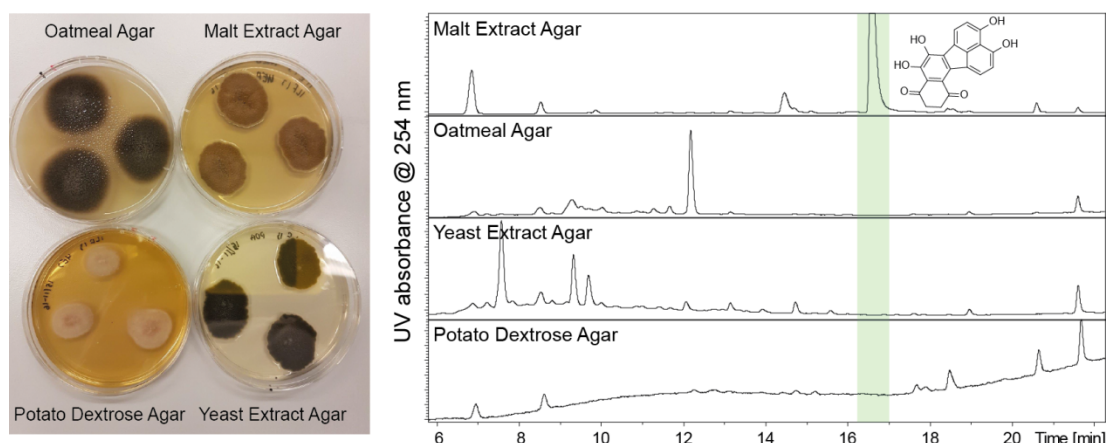 Oatmeal Agar
Malt Extract Agar
Potato Dextrose Agar
Yeast Extract Agar
UV absorbance @ 254 nm
Malt Extract Agar
OH
HO
OH
HO
O
O
Oatmeal Agar
Yeast Extract Agar
Potato Dextrose Agar
6 8 10 12 14 16 18 20 Time [min]